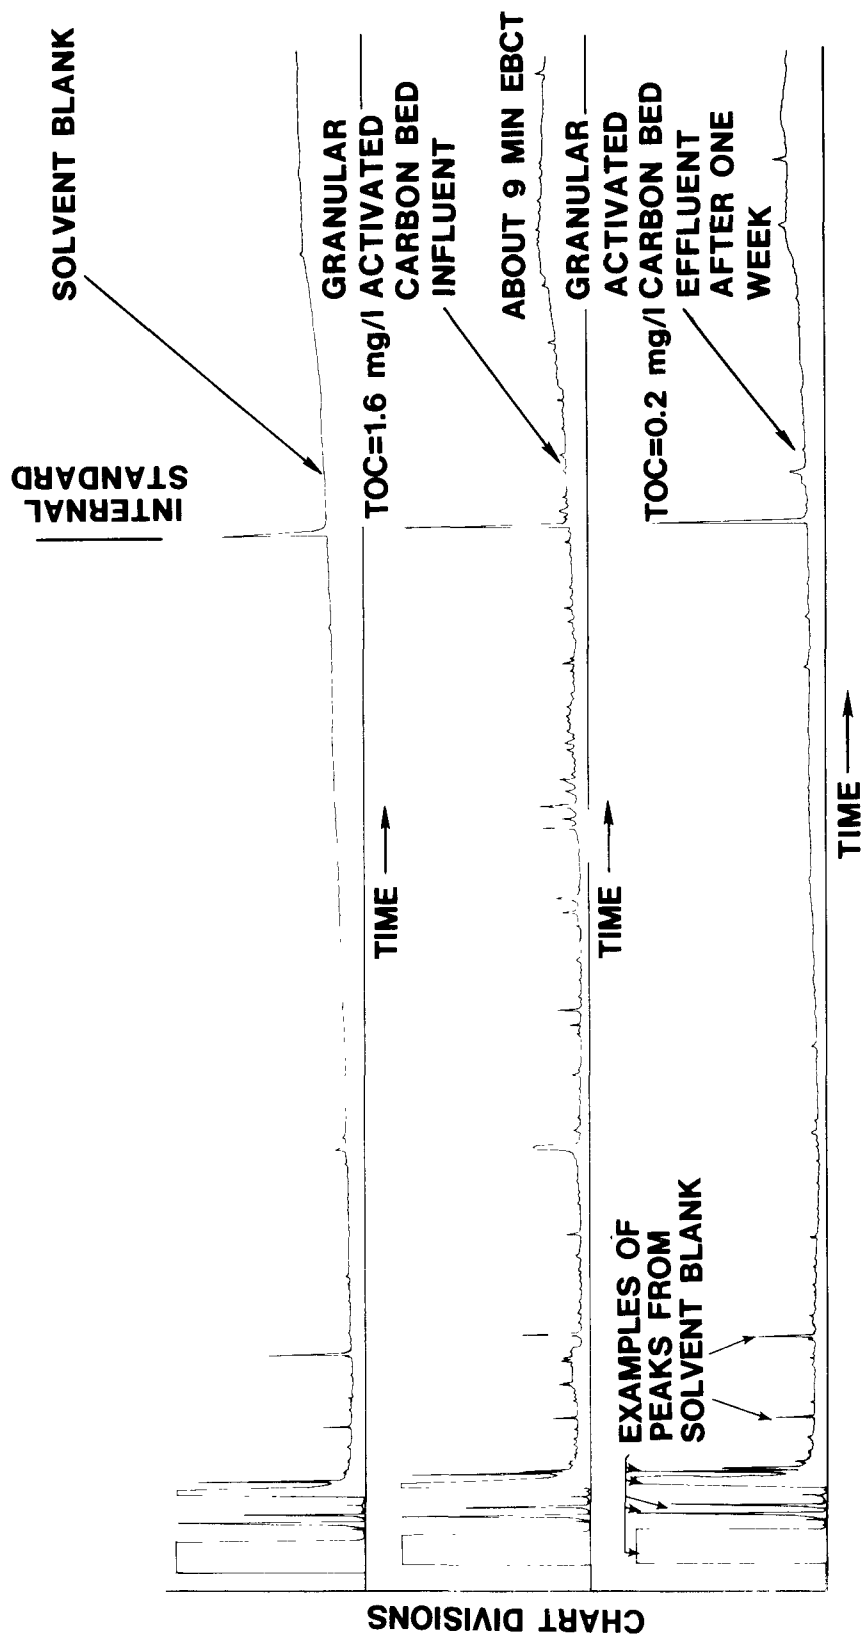 SOLVENT BLANK
INTERNAL
STANDARD
GRANULAR
TOC=1.6 mg/l ACTIVATED
CARBON BED
INFLUENT
ABOUT 9 MIN EBCT
GRANULAR
ACTIVATED
TOC=0.2 mg/l CARBON BED
EFFLUENT
AFTER ONE
WEEK
TIME
TIME
TIME
EXAMPLES OF
PEAKS FROM
SOLVENT BLANK
CHART DIVISIONS